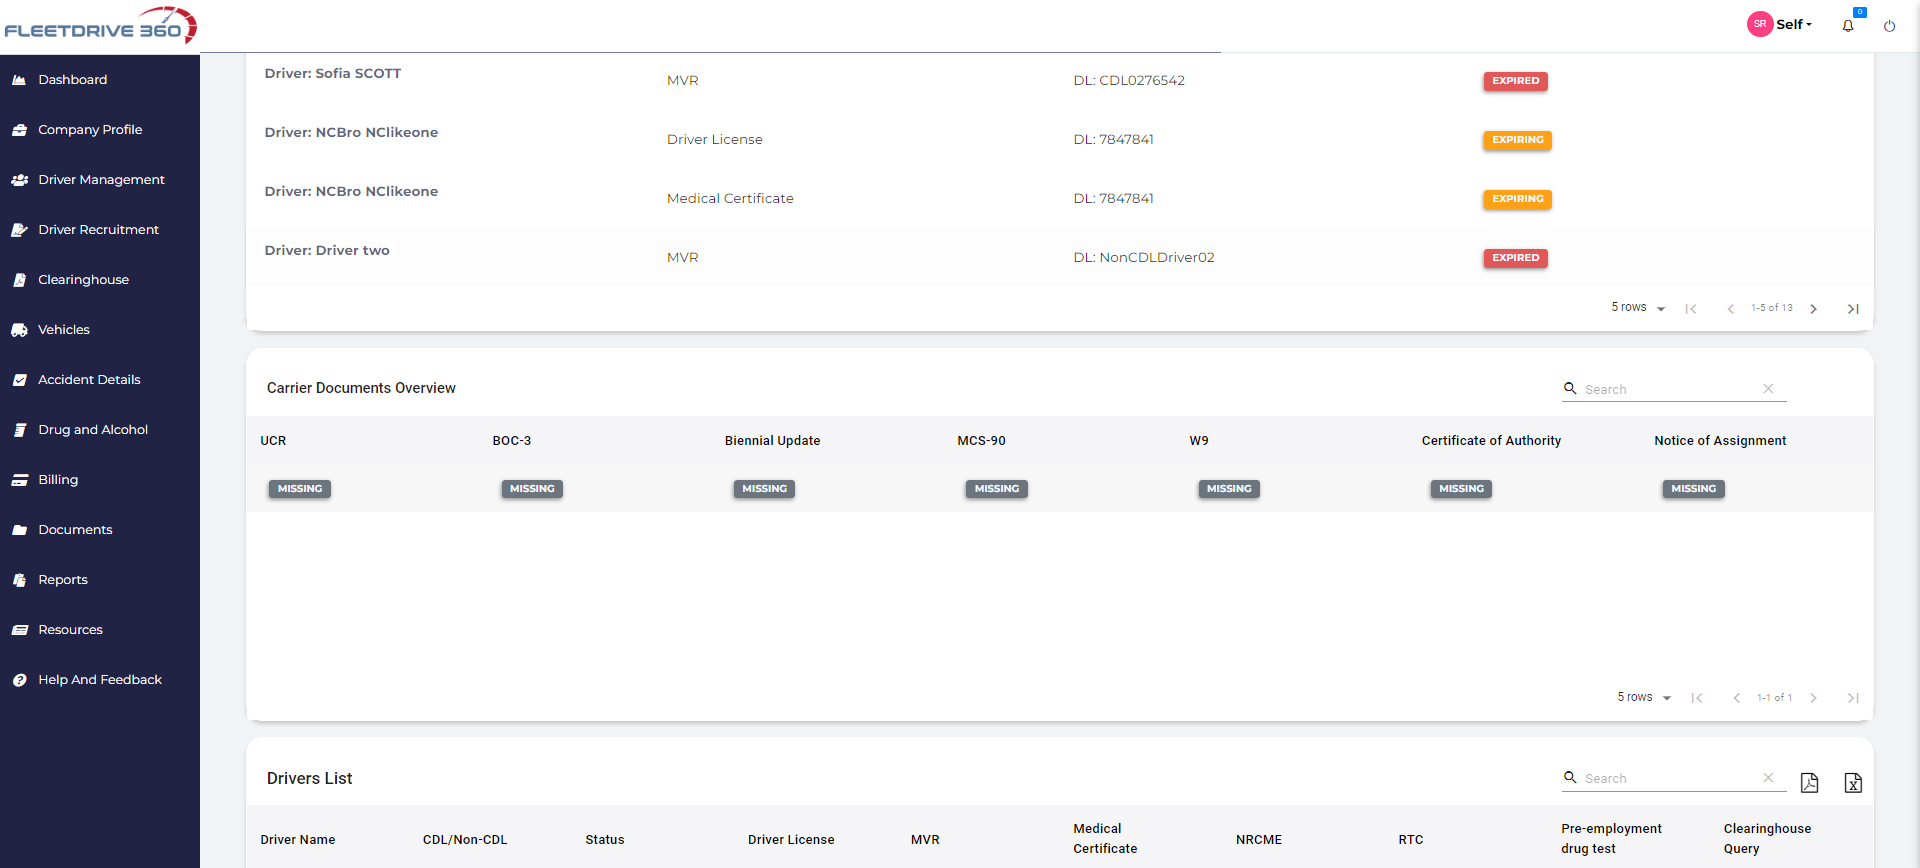 FLEETDRIVE 360
SR Self 0
Dashboard
Company Profile
Driver Management
Driver Recruitment
Clearinghouse
Vehicles
Accident Details
Drug and Alcohol
Billing
Documents
Reports
Resources
Help And Feedback
Driver: Sofia SCOTT MVR DL: CDL0276542 EXPIRED
Driver: NCBro NClikeone Driver License DL: 7847841 EXPIRING
Driver: NCBro NClikeone Medical Certificate DL: 7847841 EXPIRING
Driver: Driver two MVR DL: NonCDLDriver02 EXPIRED
5 rows 1-5 of 13
Carrier Documents Overview Search
UCR BOC-3 Biennial Update MCS-90 W9 Certificate of Authority Notice of Assignment
MISSING MISSING MISSING MISSING MISSING MISSING MISSING
5 rows 1-1 of 1
Drivers List Search
Driver Name CDL/Non-CDL Status Driver License MVR Medical Certificate NRCME RTC Pre-employment drug test Clearinghouse Query